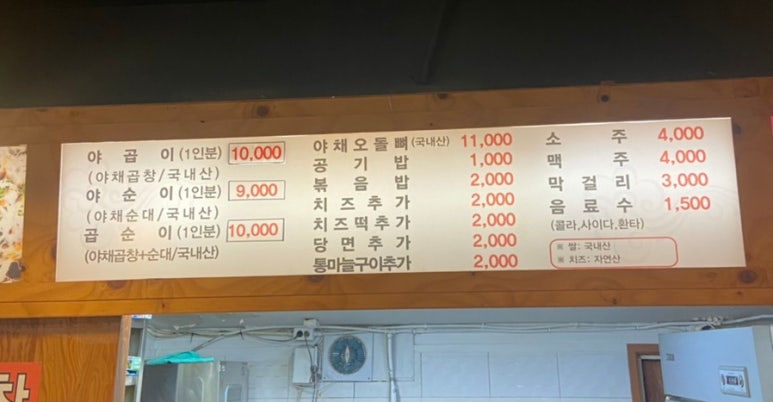 야 곱 이 (1인분) 10,000
(야채곱창/국내산)
야 순 이 (1인분) 9,000
(야채순대/국내산)
곱 순 이 (1인분) 10,000
(야채곱창+순대/국내산)
야채오돌뼈(국내산) 11,000
공 기 밥 1,000
볶 음 밥 2,000
치 즈 추 가 2,000
치즈떡추가 2,000
당 면 추 가 2,000
통마늘구이추가 2,000
소 주 4,000
맥 주 4,000
막 걸 리 3,000
음 료 수 1,500
(콜라,사이다,환타)
※ 쌀: 국내산
※ 치즈: 자연산